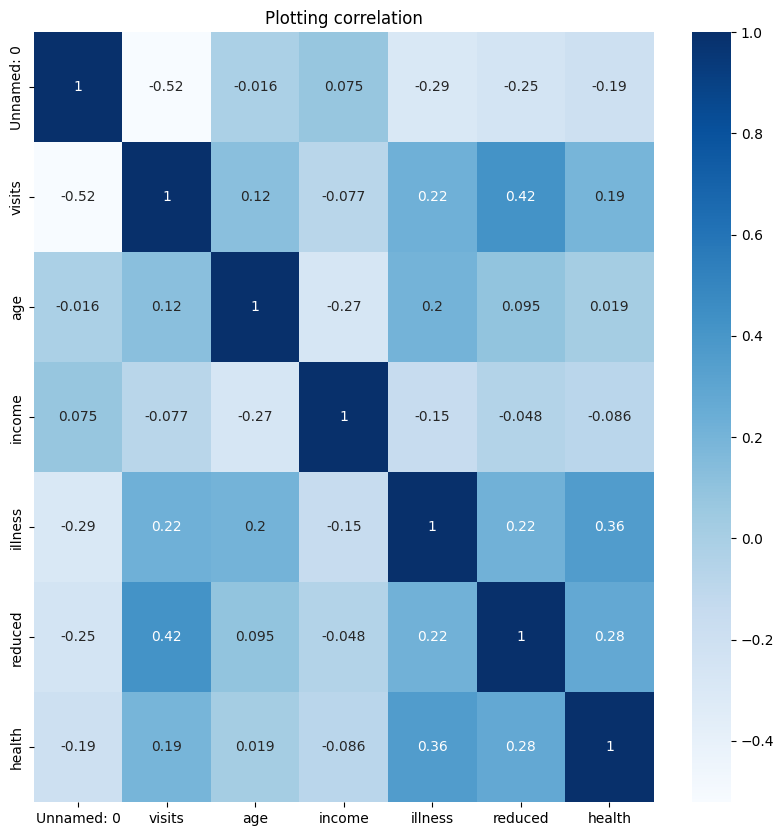 Plotting correlation
Unnamed: 0 1 -0.52 -0.016 0.075 -0.29 -0.25 -0.19
visits -0.52 1 0.12 -0.077 0.22 0.42 0.19
age -0.016 0.12 1 -0.27 0.2 0.095 0.019
income 0.075 -0.077 -0.27 1 -0.15 -0.048 -0.086
illness -0.29 0.22 0.2 -0.15 1 0.22 0.36
reduced -0.25 0.42 0.095 -0.048 0.22 1 0.28
health -0.19 0.19 0.019 -0.086 0.36 0.28 1
Unnamed: 0 visits age income illness reduced health
1.0
0.8
0.6
0.4
0.2
0.0
−0.2
−0.4